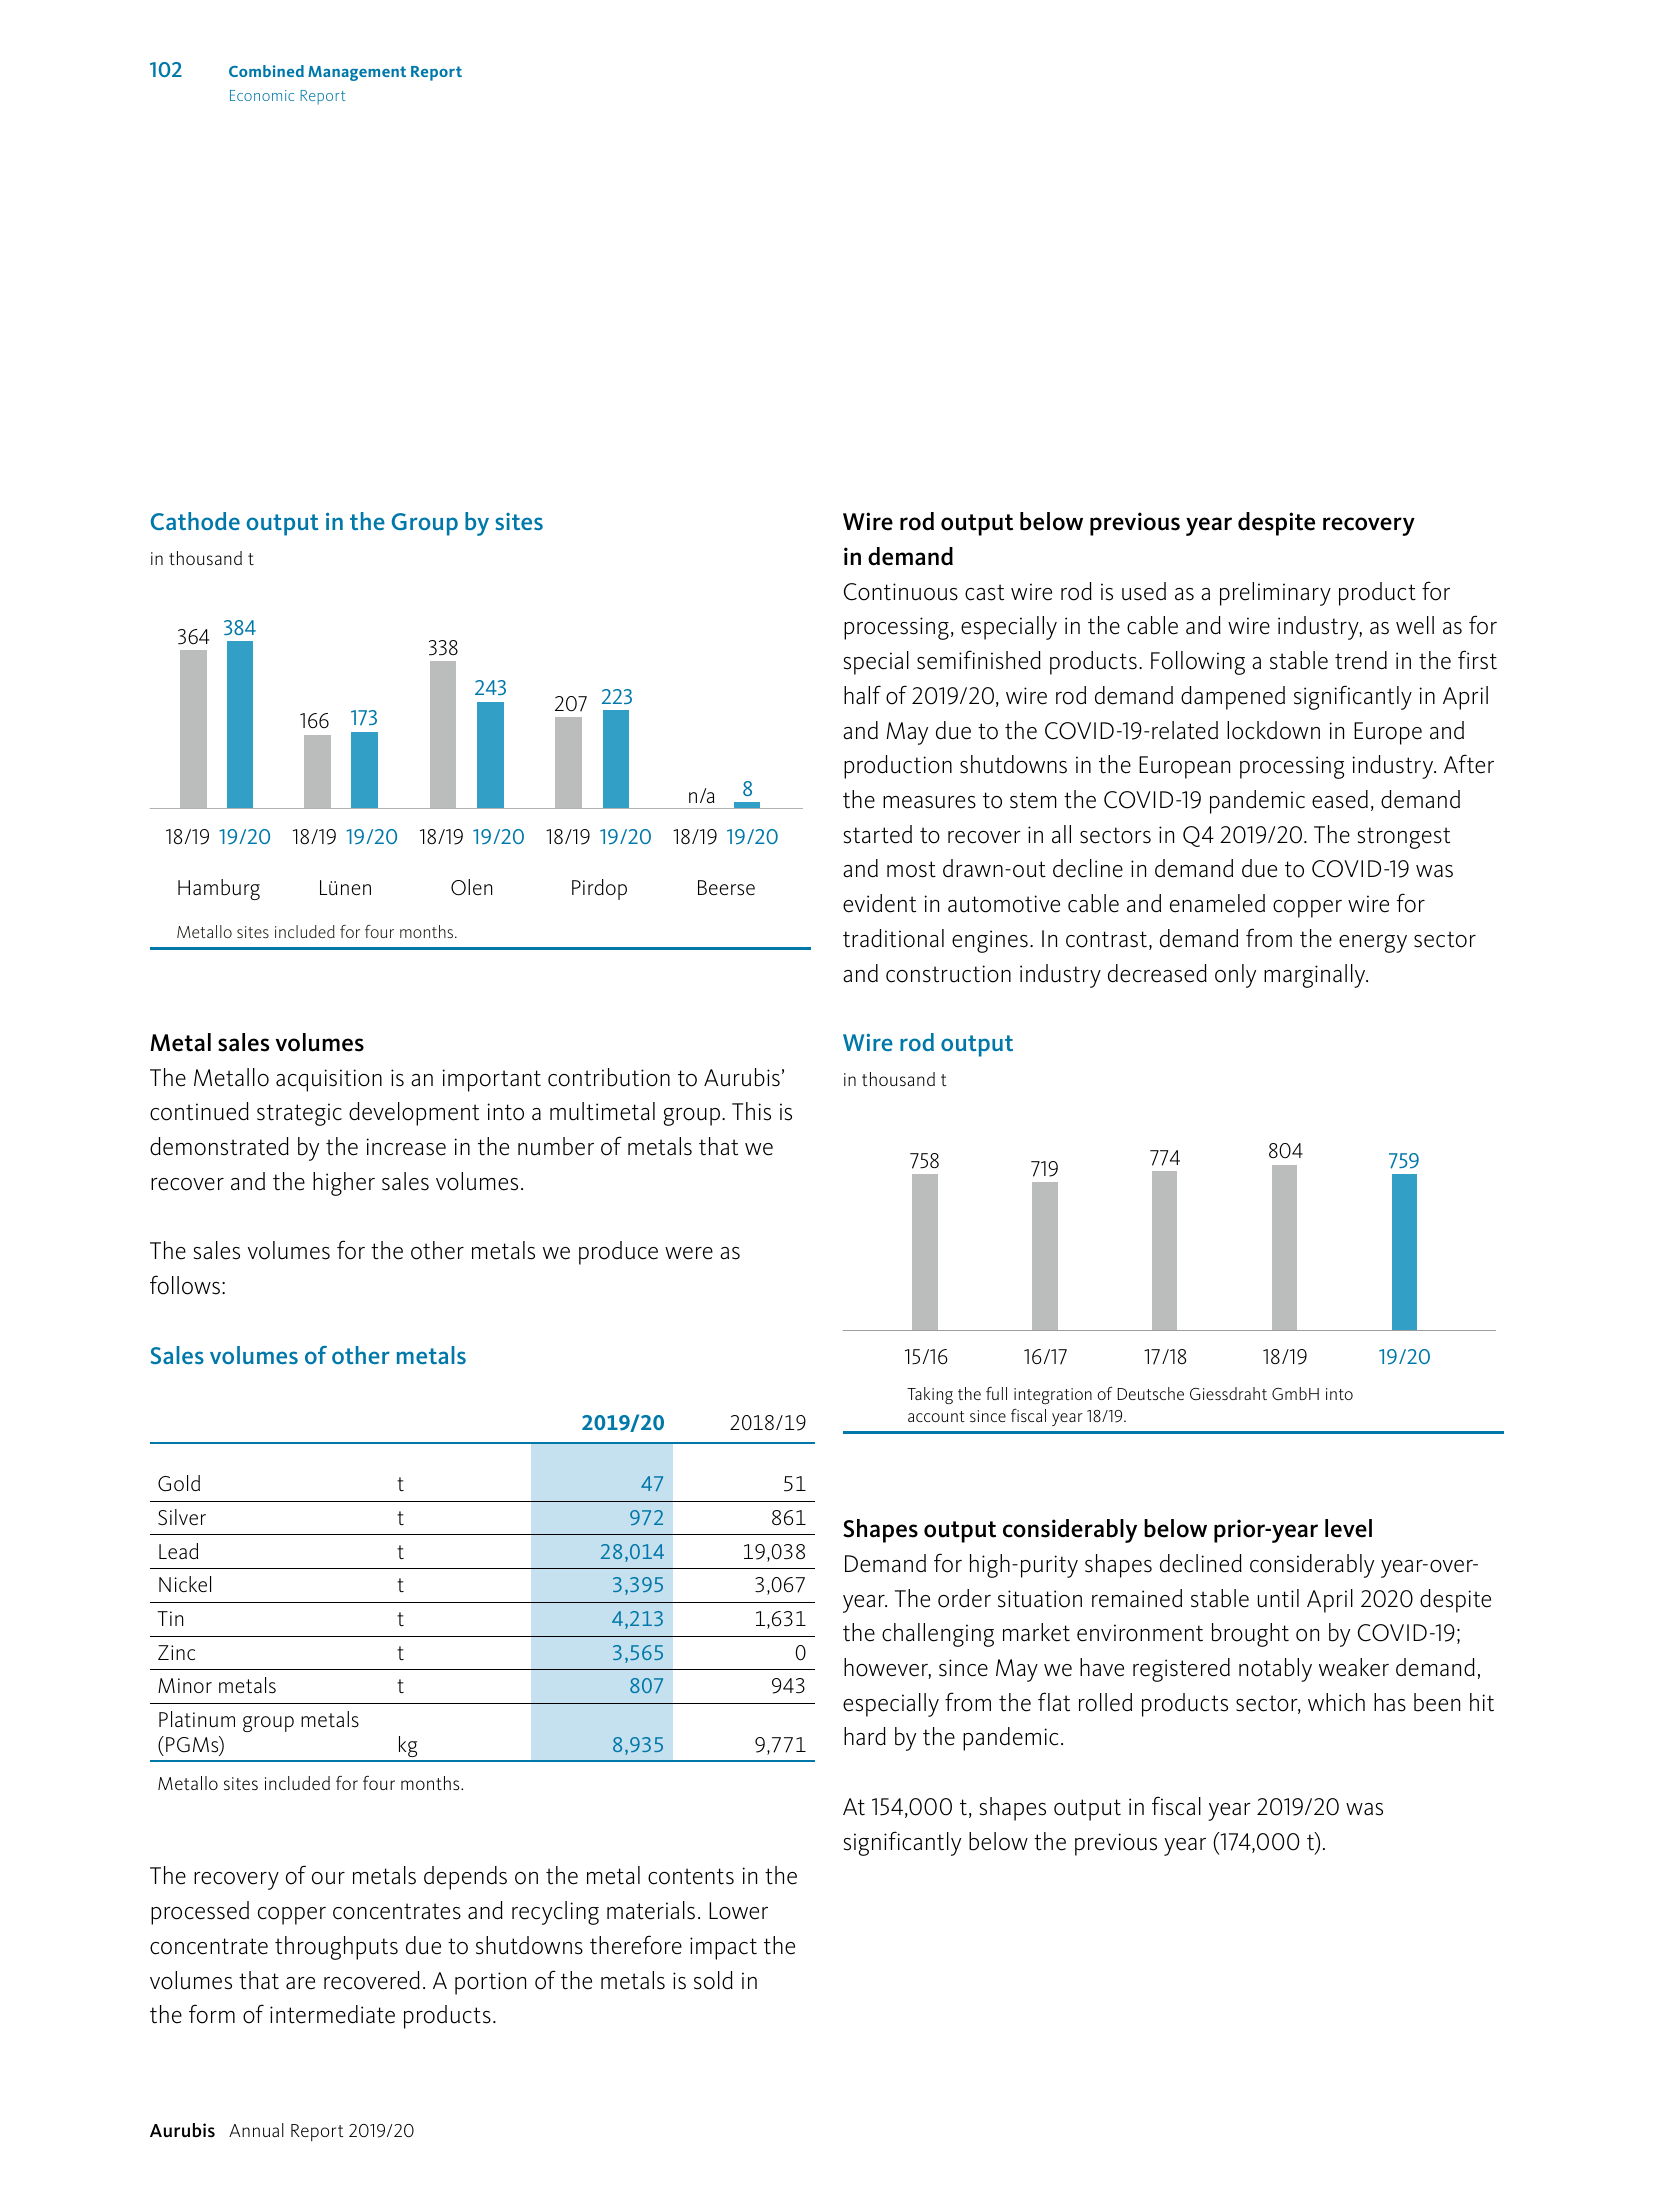 102 Combined Management Report
Economic Report
Cathode output in the Group by sites
in thousand t
364 384 166 173 338 243 207 223 n/a 8
18/19 19/20 18/19 19/20 18/19 19/20 18/19 19/20 18/19 19/20
Hamburg Lünen Olen Pirdop Beerse
Metallo sites included for four months.
Metal sales volumes
The Metallo acquisition is an important contribution to Aurubis’
continued strategic development into a multimetal group. This is
demonstrated by the increase in the number of metals that we
recover and the higher sales volumes.
The sales volumes for the other metals we produce were as
follows:
Sales volumes of other metals
2019/20 2018/19
Gold t 47 51
Silver t 972 861
Lead t 28,014 19,038
Nickel t 3,395 3,067
Tin t 4,213 1,631
Zinc t 3,565 0
Minor metals t 807 943
Platinum group metals
(PGMs) kg 8,935 9,771
Metallo sites included for four months.
The recovery of our metals depends on the metal contents in the
processed copper concentrates and recycling materials. Lower
concentrate throughputs due to shutdowns therefore impact the
volumes that are recovered. A portion of the metals is sold in
the form of intermediate products.
Wire rod output below previous year despite recovery
in demand
Continuous cast wire rod is used as a preliminary product for
processing, especially in the cable and wire industry, as well as for
special semifinished products. Following a stable trend in the first
half of 2019/20, wire rod demand dampened significantly in April
and May due to the COVID-19-related lockdown in Europe and
production shutdowns in the European processing industry. After
the measures to stem the COVID-19 pandemic eased, demand
started to recover in all sectors in Q4 2019/20. The strongest
and most drawn-out decline in demand due to COVID-19 was
evident in automotive cable and enameled copper wire for
traditional engines. In contrast, demand from the energy sector
and construction industry decreased only marginally.
Wire rod output
in thousand t
758 719 774 804 759
15/16 16/17 17/18 18/19 19/20
Taking the full integration of Deutsche Giessdraht GmbH into
account since fiscal year 18/19.
Shapes output considerably below prior-year level
Demand for high-purity shapes declined considerably year-over-
year. The order situation remained stable until April 2020 despite
the challenging market environment brought on by COVID-19;
however, since May we have registered notably weaker demand,
especially from the flat rolled products sector, which has been hit
hard by the pandemic.
At 154,000 t, shapes output in fiscal year 2019/20 was
significantly below the previous year (174,000 t).
Aurubis Annual Report 2019/20